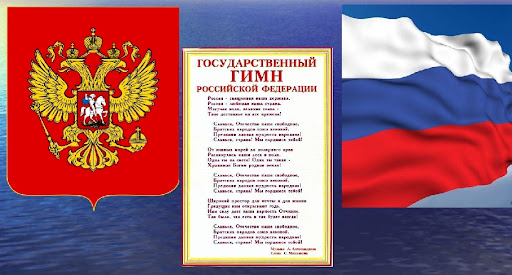 ГОСУДАРСТВЕННЫЙ
ГИМН
РОССИЙСКОЙ ФЕДЕРАЦИИ
Россия - священная наша держава,
Россия - любимая наша страна.
Могучая воля, великая слава -
Твоё достоянье на все времена!
Славься, Отечество наше свободное,
Братских народов союз вековой,
Предками данная мудрость народная!
Славься, страна! Мы гордимся тобой!
От южных морей до полярного края
Раскинулись наши леса и поля.
Одна ты на свете! Одна ты такая -
Хранимая Богом родная земля!
Славься, Отечество наше свободное,
Братских народов союз вековой,
Предками данная мудрость народная!
Славься, страна! Мы гордимся тобой!
Широкий простор для мечты и для жизни
Грядущие нам открывают года.
Нам силу даёт наша верность Отчизне.
Так было, так есть и так будет всегда!
Славься, Отечество наше свободное,
Братских народов союз вековой,
Предками данная мудрость народная!
Славься, страна! Мы гордимся тобой!
Музыка А. Александрова
Слова С. Михалкова